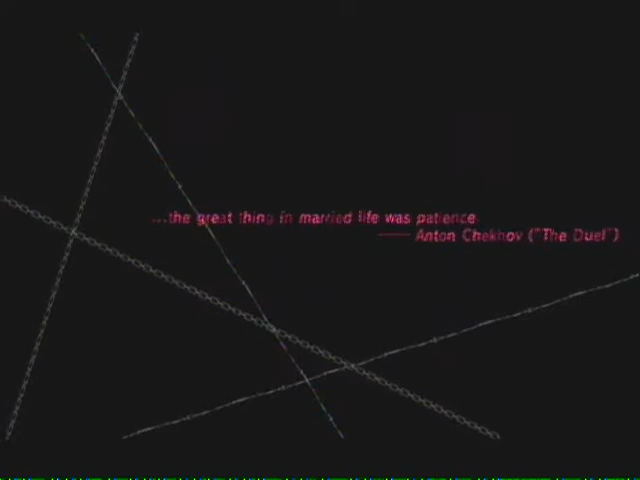 ...the great thing in married life was patience.
—— Anton Chekhov ("The Duel")